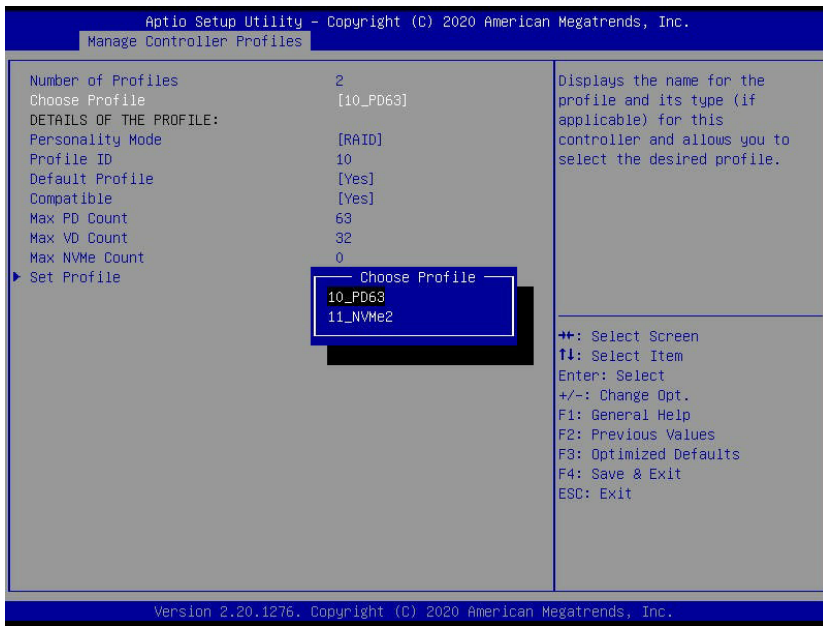 Aptio Setup Utility – Copyright (C) 2020 American Megatrends, Inc.
Manage Controller Profiles
Number of Profiles 2
Choose Profile [10_PD63]
DETAILS OF THE PROFILE:
Personality Mode [RAID]
Profile ID 10
Default Profile [Yes]
Compatible [Yes]
Max PD Count 63
Max VD Count 32
Max NVMe Count 0
Set Profile
Choose Profile
10_PD63
11_NVMe2
Displays the name for the
profile and its type (if
applicable) for this
controller and allows you to
select the desired profile.
→←: Select Screen
↑↓: Select Item
Enter: Select
+/-: Change Opt.
F1: General Help
F2: Previous Values
F3: Optimized Defaults
F4: Save & Exit
ESC: Exit
Version 2.20.1276. Copyright (C) 2020 American Megatrends, Inc.